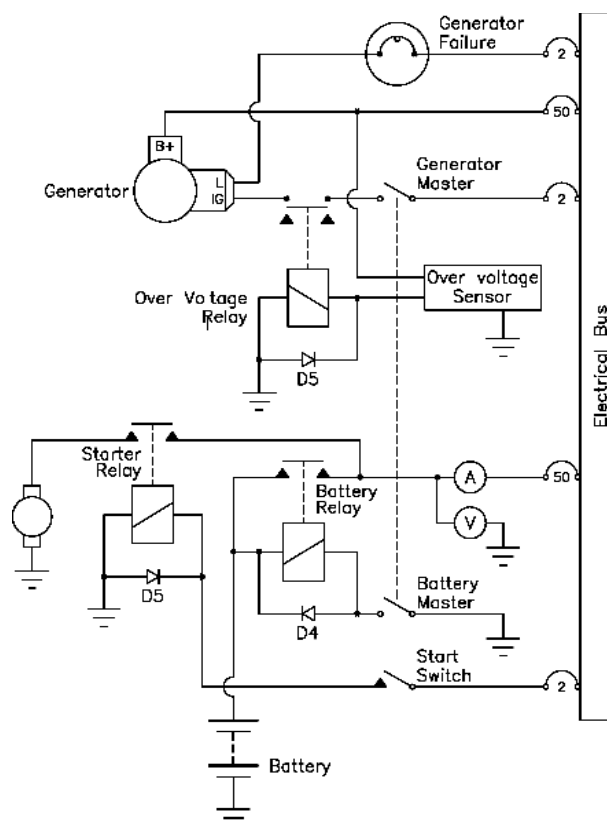 Generator
Failure
2
50
B+
Generator
L
IG
Generator
Master
2
Over Voltage
Relay
Over voltage
Sensor
D5
Electrical Bus
Starter
Relay
Battery
Relay
A
50
V
D5
D4
Battery
Master
Start
Switch
2
Battery